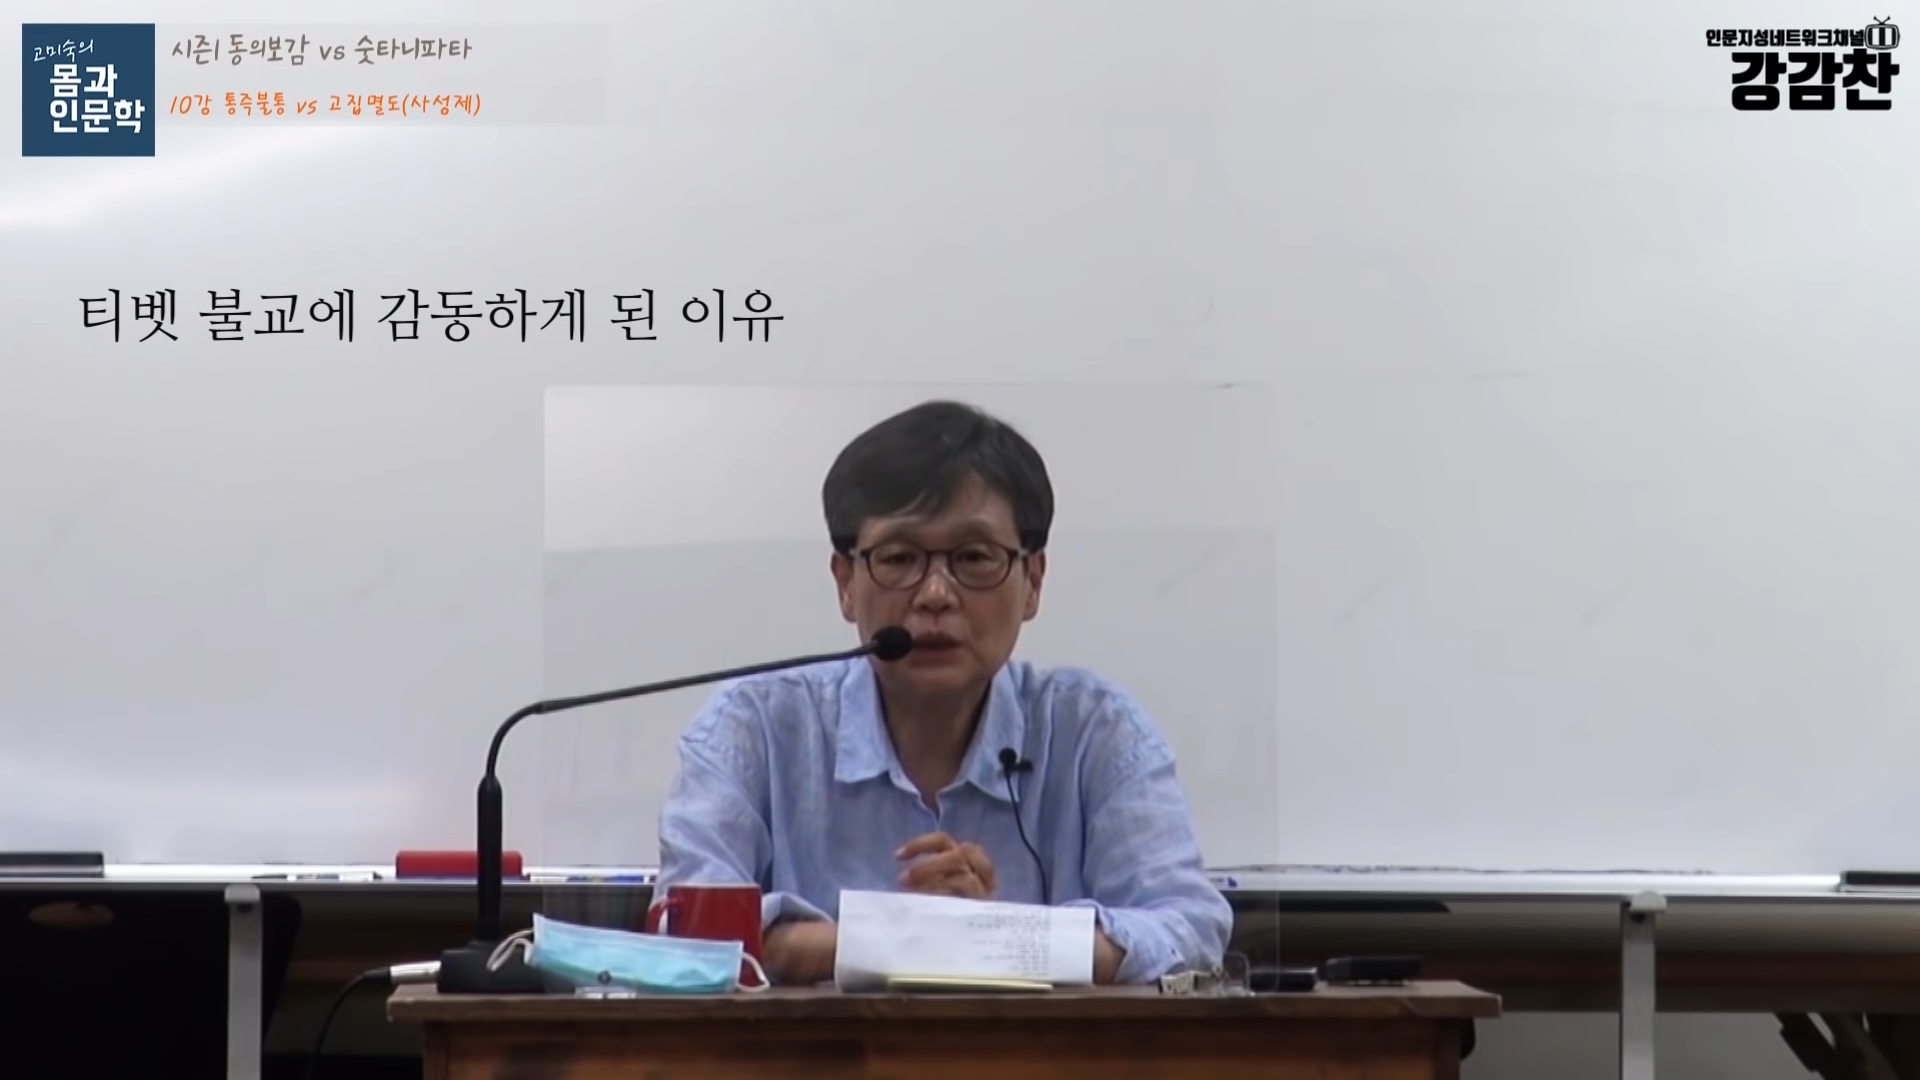 고미숙의
몸과
인문학
시즌1 동의보감 vs 숫타니파타
10강 통즉불통 vs 고집멸도(사성제)
인문지성네트워크채널
강감찬
티벳 불교에 감동하게 된 이유